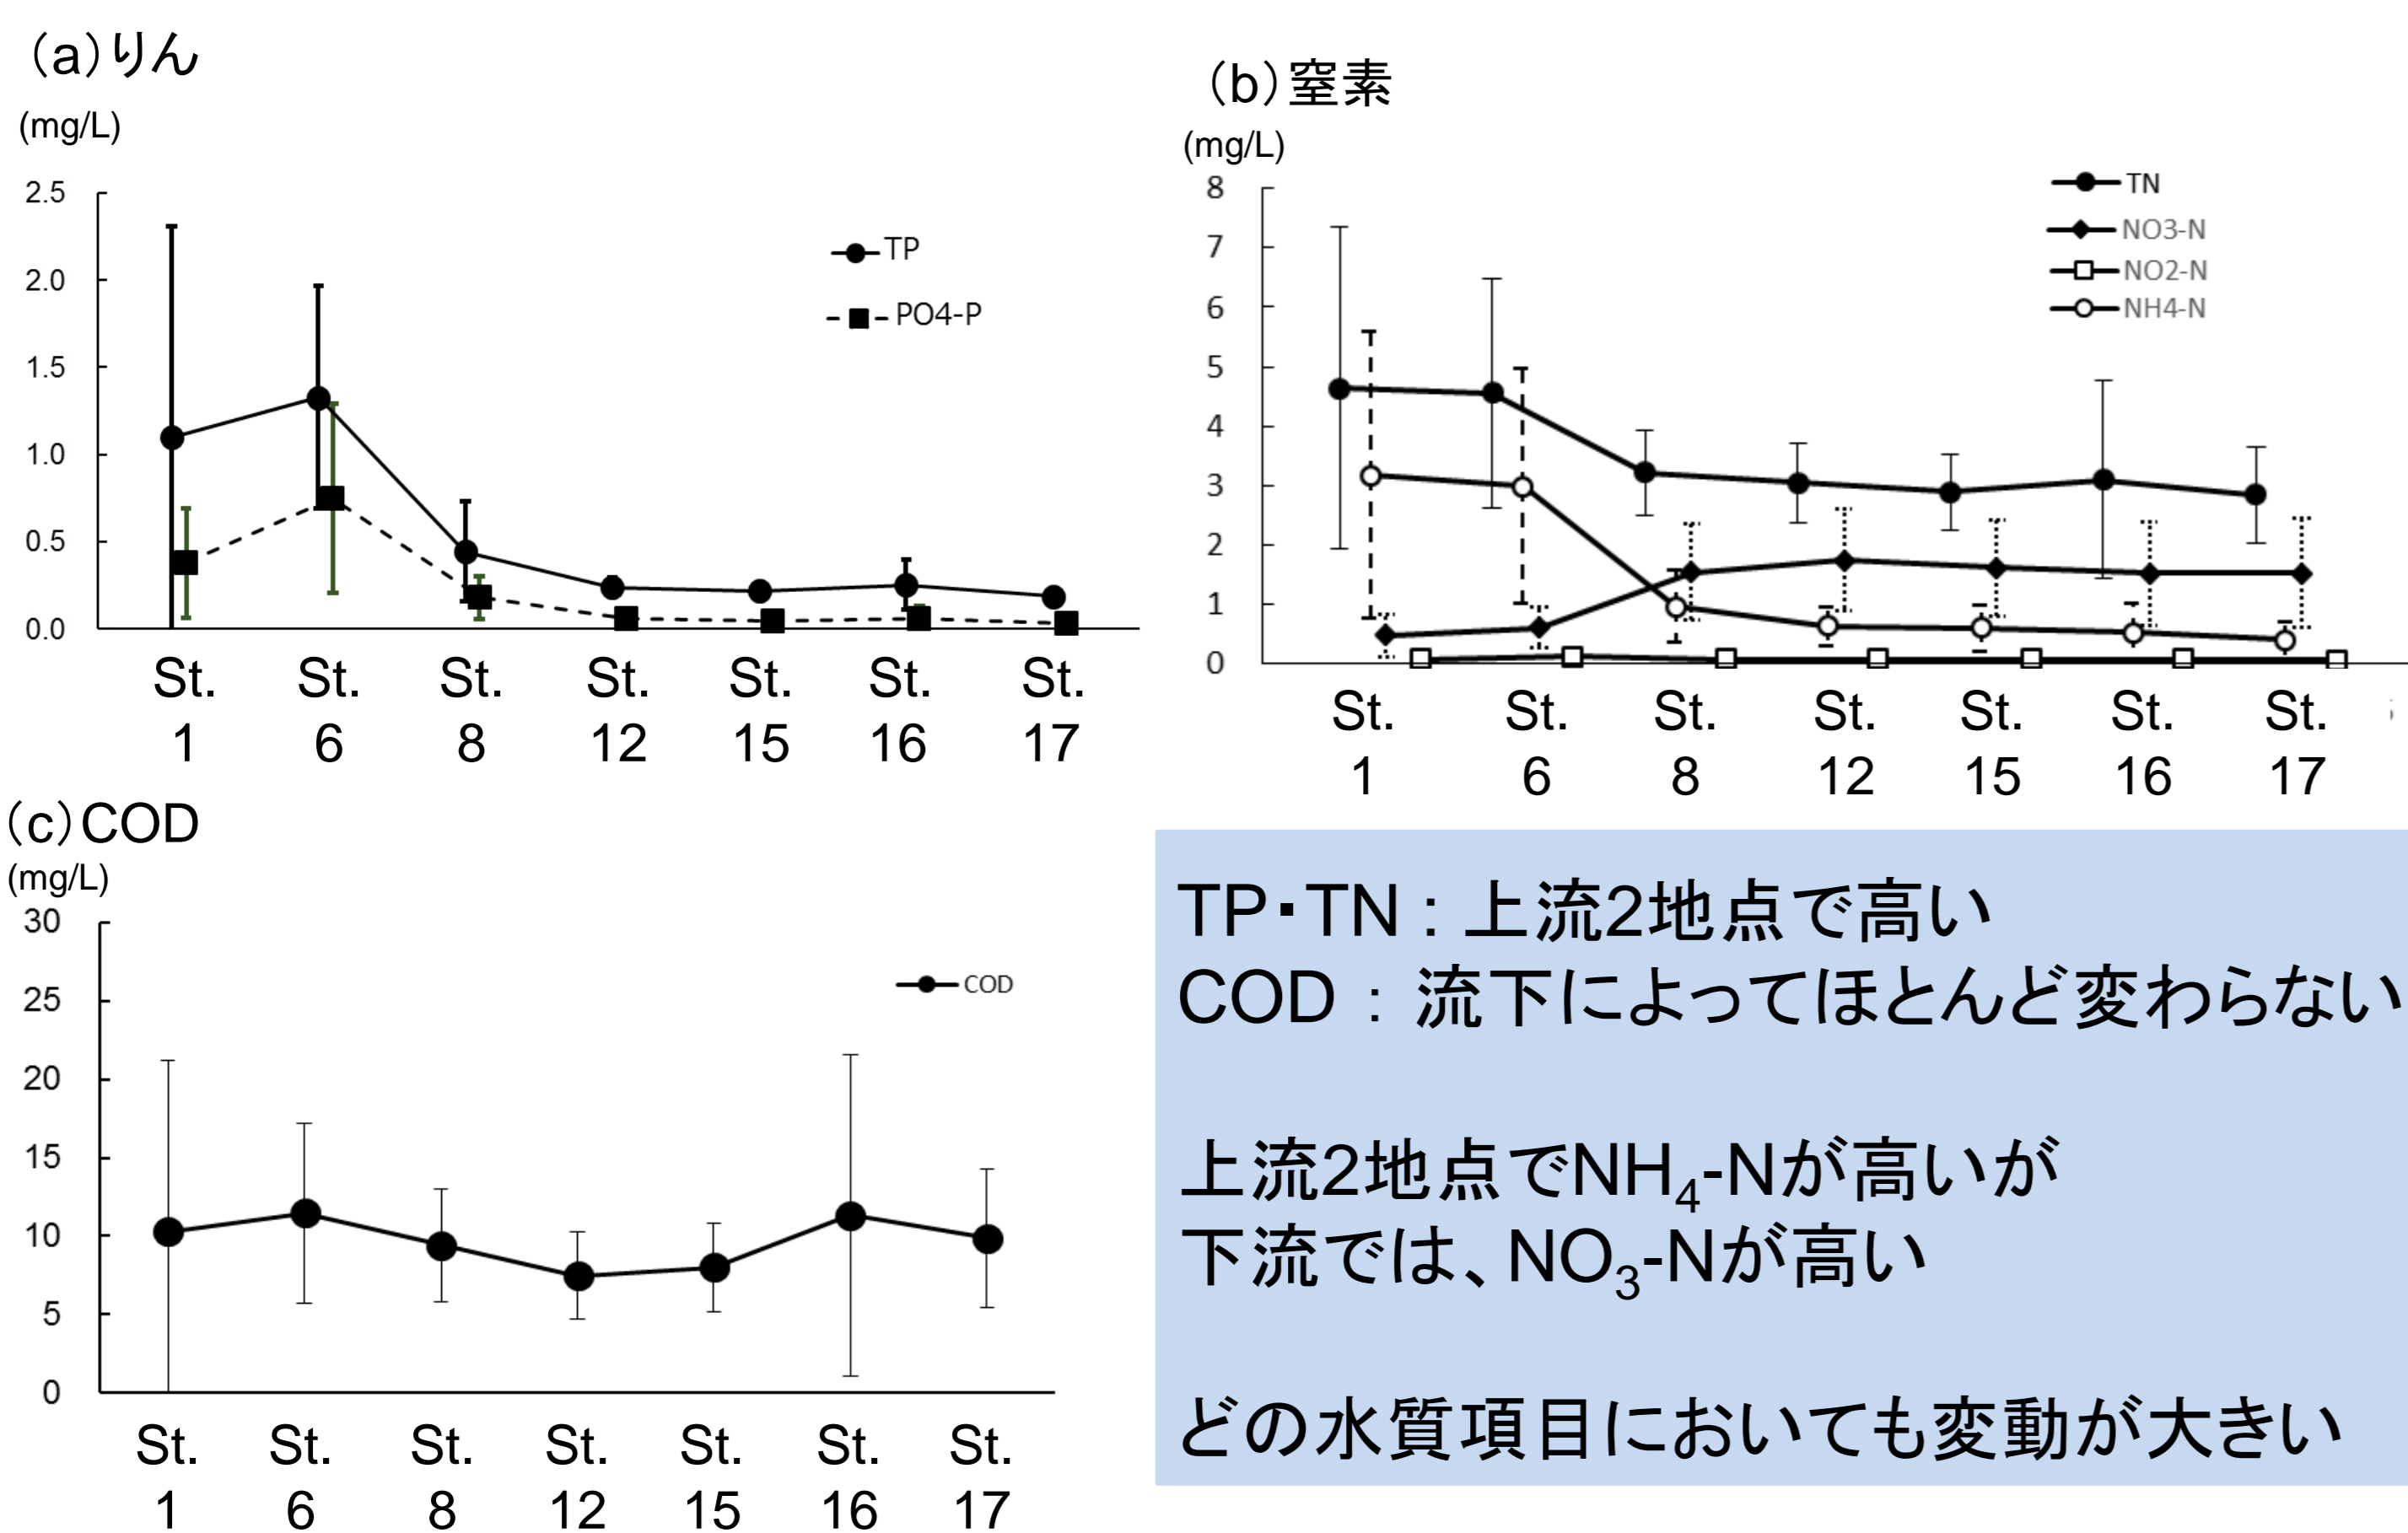 (a)りん
(mg/L)
2.5
2.0
1.5
1.0
0.5
0.0
TP
PO4-P
St. St. St. St. St. St. St.
1 6 8 12 15 16 17
(b)窒素
(mg/L)
8
7
6
5
4
3
2
1
0
TN
NO3-N
NO2-N
NH4-N
St. St. St. St. St. St. St.
1 6 8 12 15 16 17
(c)COD
(mg/L)
30
25
20
15
10
5
0
COD
St. St. St. St. St. St. St.
1 6 8 12 15 16 17
TP・TN:上流2地点で高い
COD:流下によってほとんど変わらない
上流2地点でNH₄-Nが高いが
下流では、NO₃-Nが高い
どの水質項目においても変動が大きい